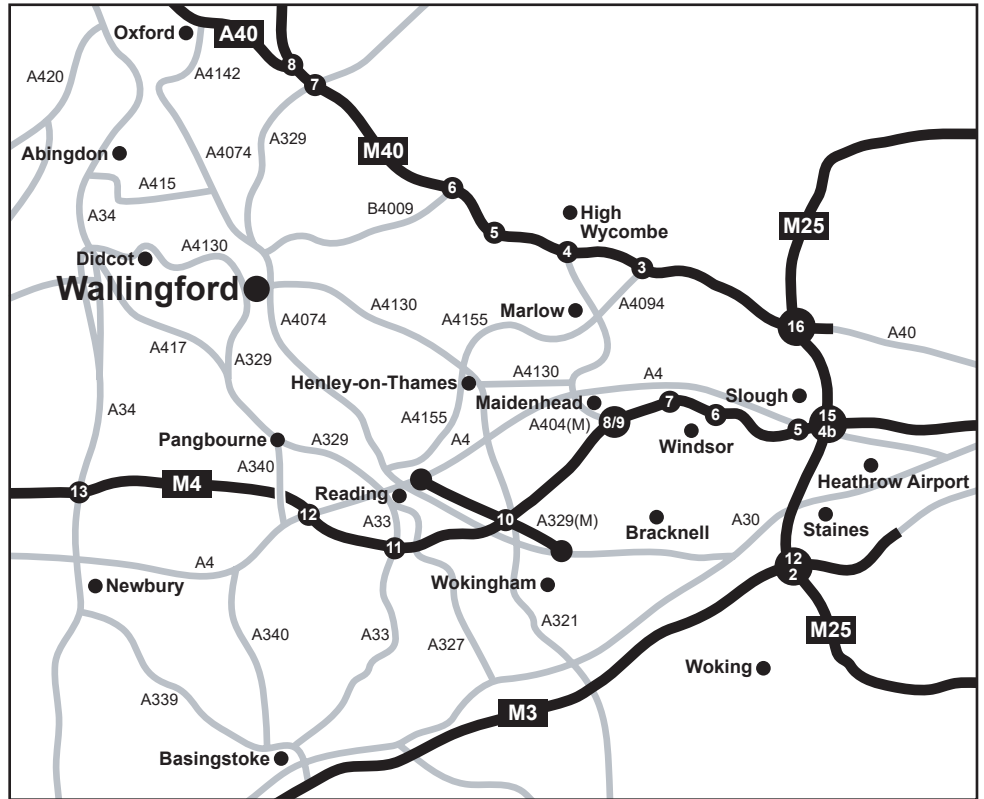 Oxford
A40
8
7
A420
A4142
A4074
A329
M40
Abingdon
A415
6
B4009
A34
5
High
Wycombe
M25
4
3
Didcot
A4130
Wallingford
A4074
A4130
A4155
Marlow
A4094
16
A40
A417
A329
Henley-on-Thames
A4130
A4
Slough
A34
A4155
Maidenhead
A404(M)
8/9
7
6
5
15
4b
Windsor
Pangbourne
A329
A4
A340
Heathrow Airport
13
M4
Reading
12
A33
10
A329(M)
Bracknell
A30
Staines
11
A4
Newbury
Wokingham
12
2
A340
A33
A327
A321
M25
Woking
A339
M3
Basingstoke